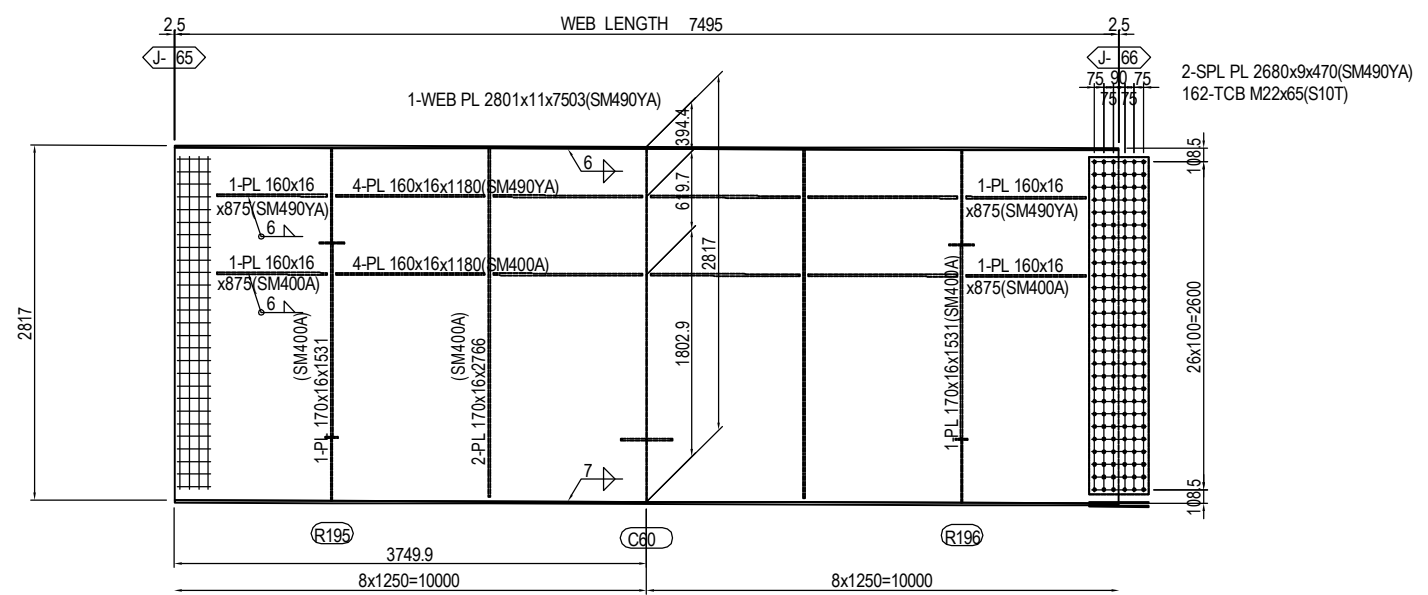 2,5
WEB LENGTH 7495
2,5
J- 65
J- 66
2-SPL PL 2680x9x470(SM490YA)
162-TCB M22x65(S10T)
75 90 75
75 75
1-WEB PL 2801x11x7503(SM490YA)
394.4
108,5
6
1-PL 160x16
x875(SM490YA)
4-PL 160x16x1180(SM490YA)
619.7
1-PL 160x16
x875(SM490YA)
6
1-PL 160x16
x875(SM400A)
4-PL 160x16x1180(SM400A)
2817
1-PL 160x16
x875(SM400A)
6
2817
1-PL 170x16x1531
(SM400A)
2-PL 170x16x2766
(SM400A)
1802.9
1-PL 170x16x1531(SM400A)
26x100=2600
7
108,5
R195
C60
R196
3749.9
8x1250=10000
8x1250=10000